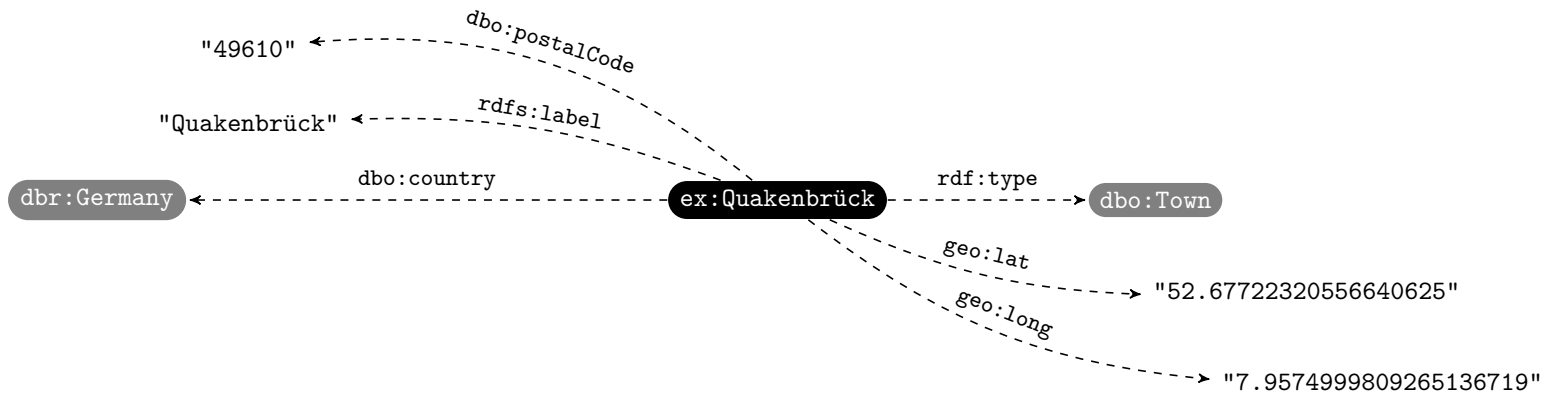 dbo:postalCode
"49610"
rdfs:label
"Quakenbrück"
dbo:country
rdf:type
dbr:Germany
ex:Quakenbrück
dbo:Town
geo:lat
"52.67722320556640625"
geo:long
"7.9574999809265136719"